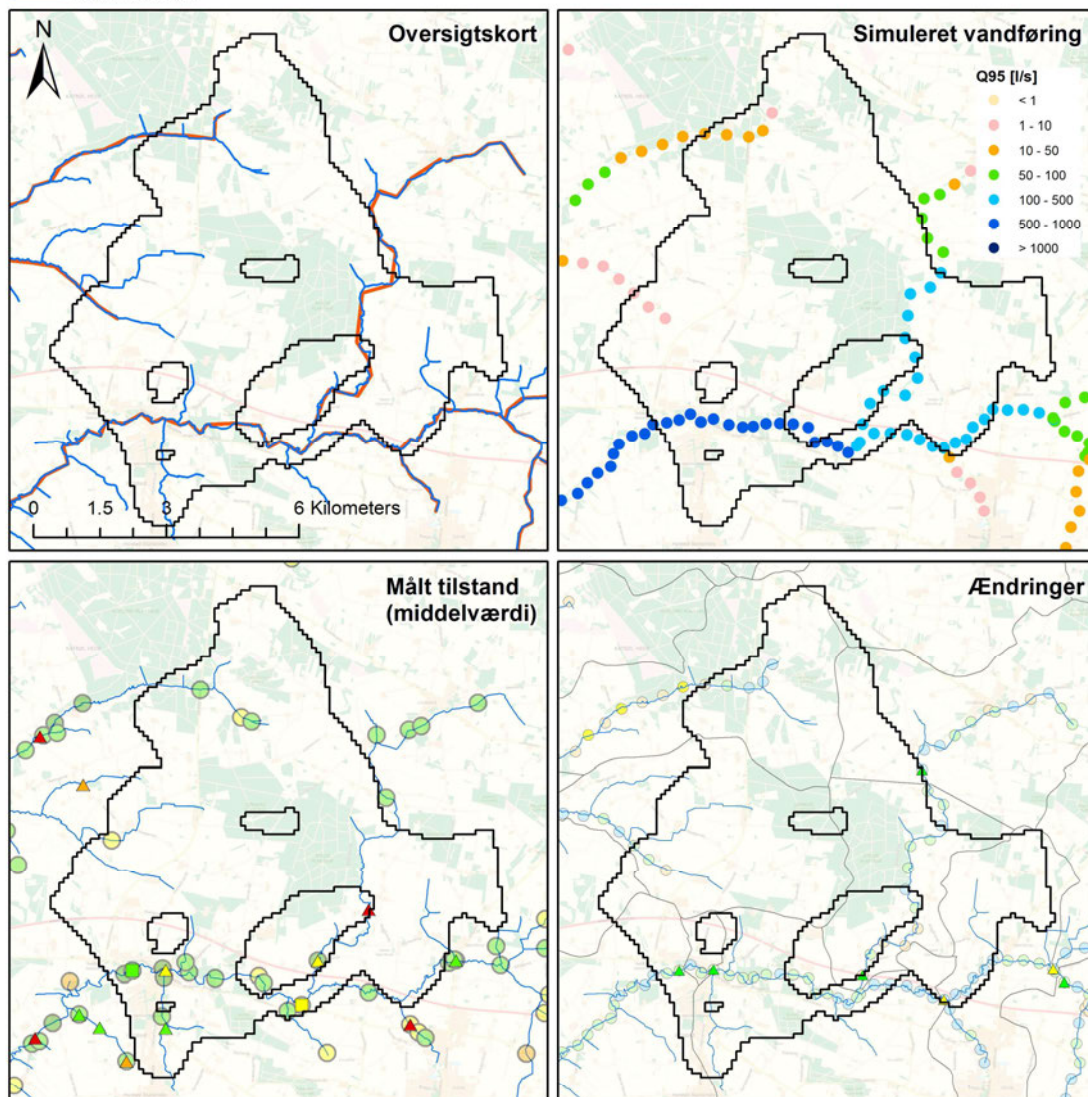 Oversigtskort
N
0 1.5 3 6 Kilometers
Simuleret vandføring
Q95 [l/s]
< 1
1 - 10
10 - 50
50 - 100
100 - 500
500 - 1000
> 1000
Målt tilstand
(middelværdi)
Ændringer